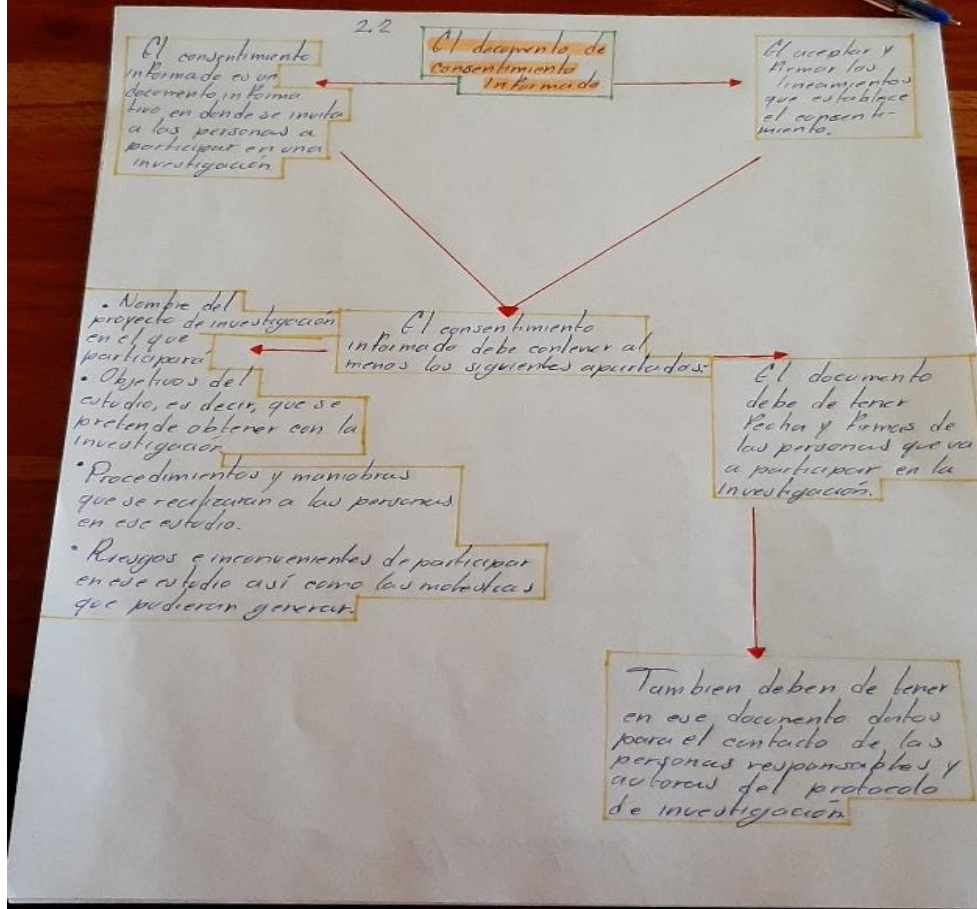 2.2
El documento de
consentimiento
informado.
El consentimiento
informado es un
documento informa
tivo en donde se invita
a las personas a
participar en una
investigación
El aceptar y
firmar los
lineamientos
que establece
el consenti-
miento.
El consentimiento
informado debe contener al
menos los siguientes apartados:
• Nombre del
proyecto de investigación
en el que
participará
• Objetivos del
estudio, es decir, que se
pretende obtener con la
investigación
• Procedimientos y maniobras
que se realizaran a las personas
en ese estudio.
• Riesgos e inconvenientes de participar
en ese estudio así como las molestias
que pudieran generar.
El documento
debe de tener
fecha y firmas de
las personas que va
a participar en la
investigación.
Tambien deben de tener
en ese documento datos
para el contacto de las
personas responsables y
autoras del protocolo
de investigación